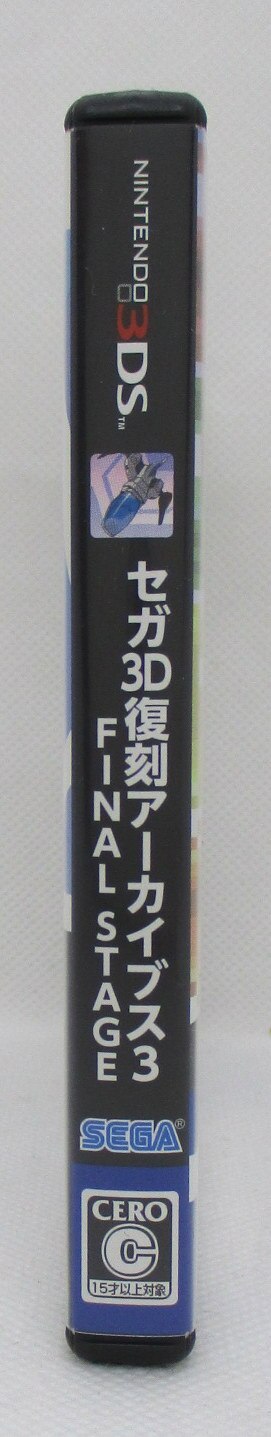 NINTENDO
3DS™
セガ3D復刻アーカイブス3
FINAL STAGE
SEGA®
CERO
C
15才以上対象